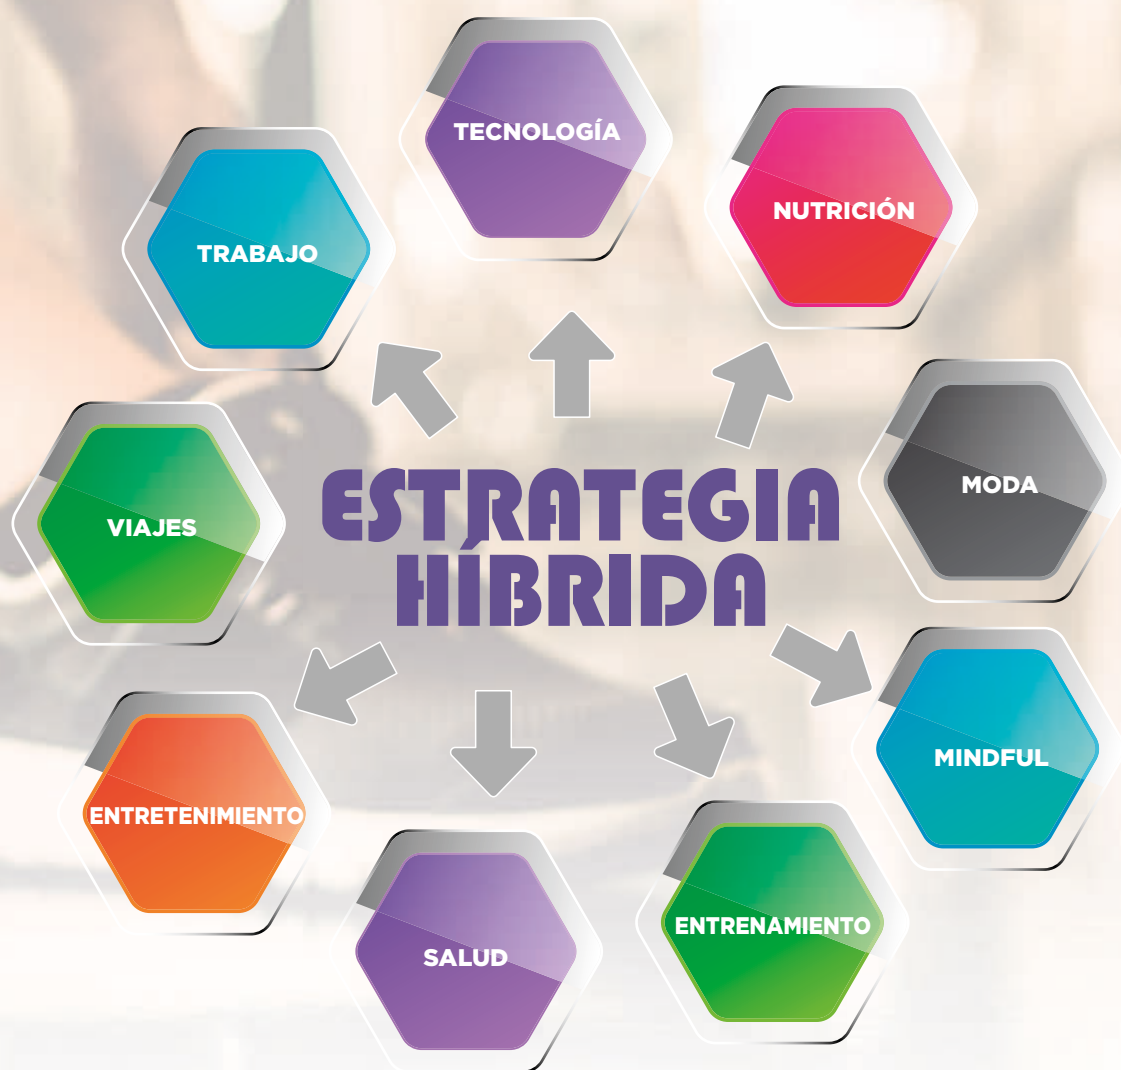 TECNOLOGÍA
NUTRICIÓN
TRABAJO
MODA
VIAJES
ESTRATEGIA
HÍBRIDA
MINDFUL
ENTRETENIMIENTO
ENTRENAMIENTO
SALUD